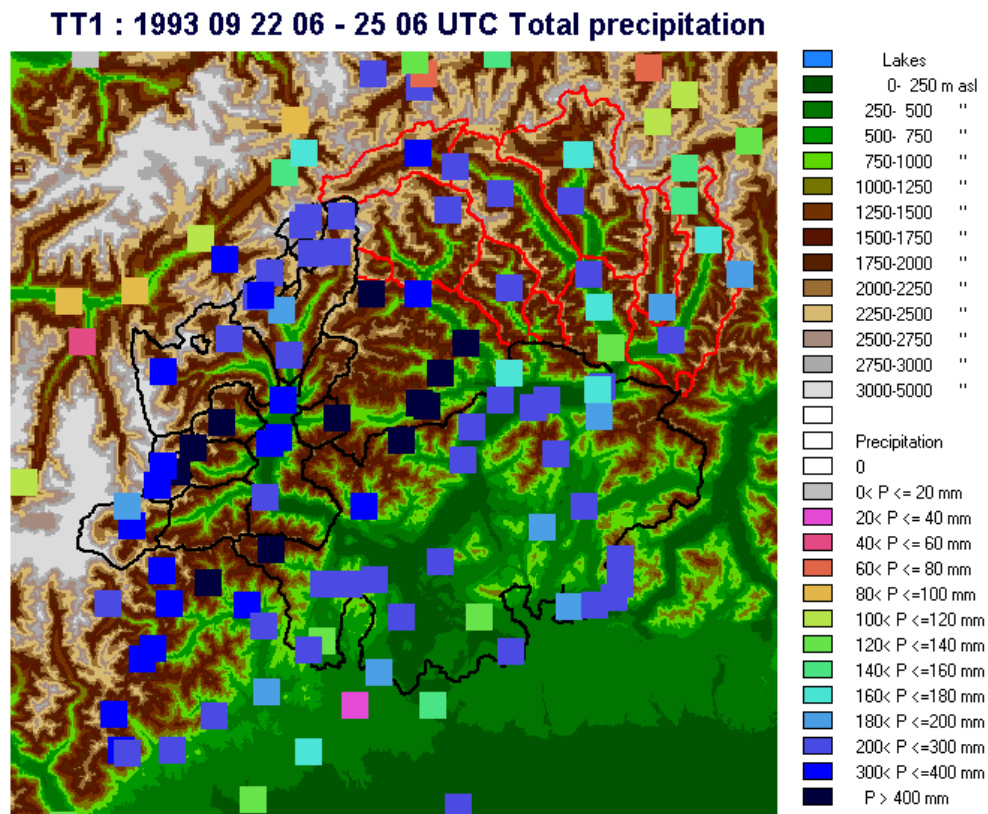 TT1 : 1993 09 22 06 - 25 06 UTC Total precipitation
Lakes
0- 250 m asl
250- 500 "
500- 750 "
750-1000 "
1000-1250 "
1250-1500 "
1500-1750 "
1750-2000 "
2000-2250 "
2250-2500 "
2500-2750 "
2750-3000 "
3000-5000 "
Precipitation
0
0< P <= 20 mm
20< P <= 40 mm
40< P <= 60 mm
60< P <= 80 mm
80< P <=100 mm
100< P <=120 mm
120< P <=140 mm
140< P <=160 mm
160< P <=180 mm
180< P <=200 mm
200< P <=300 mm
300< P <=400 mm
P > 400 mm